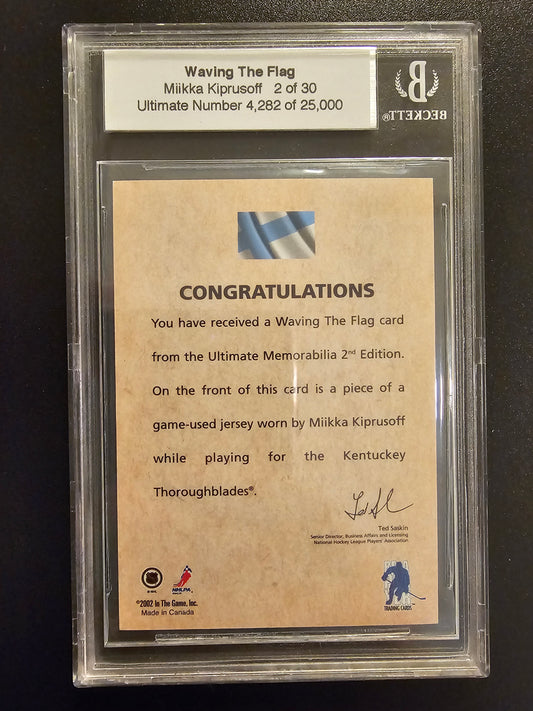 Waving The Flag
Miikka Kiprusoff 2 of 30
Ultimate Number 4,282 of 25,000
B
BECKETT®
CONGRATULATIONS
You have received a Waving The Flag card
from the Ultimate Memorabilia 2nd Edition.
On the front of this card is a piece of a
game-used jersey worn by Miikka Kiprusoff
while playing for the Kentuckey
Thoroughblades®.
Ted Saskin
Senior Director, Business Affairs and Licensing
National Hockey League Players' Association
NHLPA
©2002 In The Game, Inc.
Made in Canada
TRADING CARDS